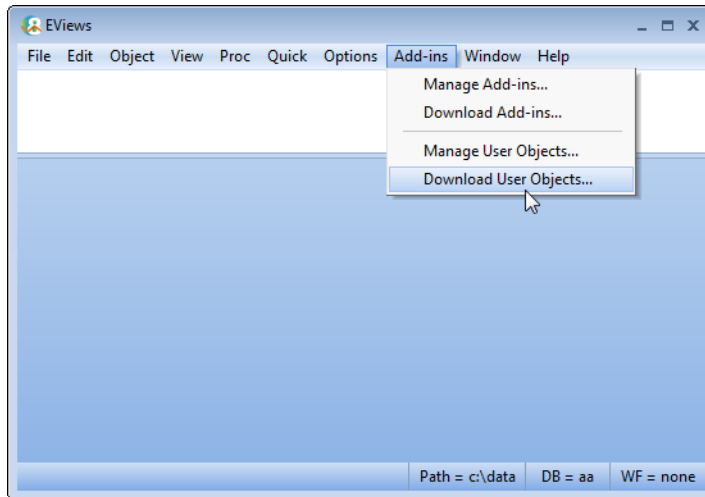 EViews
File Edit Object View Proc Quick Options Add-ins Window Help
Manage Add-ins...
Download Add-ins...
Manage User Objects...
Download User Objects...
Path = c:\data DB = aa WF = none